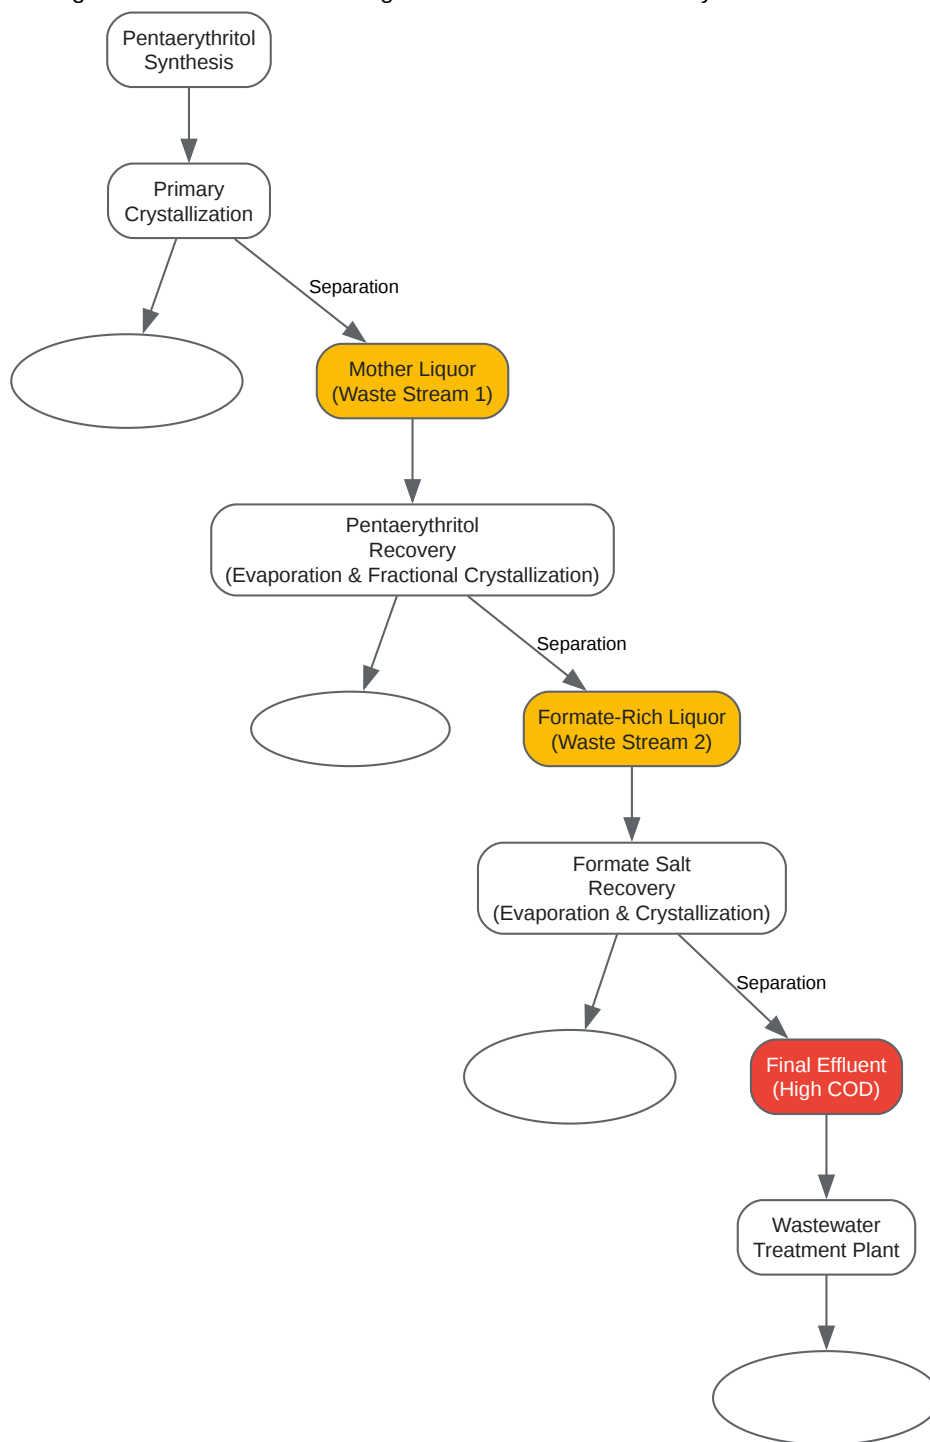 Pentaerythritol
Synthesis
Primary
Crystallization
Separation
Mother Liquor
(Waste Stream 1)
Pentaerythritol
Recovery
(Evaporation & Fractional Crystallization)
Separation
Formate-Rich Liquor
(Waste Stream 2)
Formate Salt
Recovery
(Evaporation & Crystallization)
Separation
Final Effluent
(High COD)
Wastewater
Treatment Plant